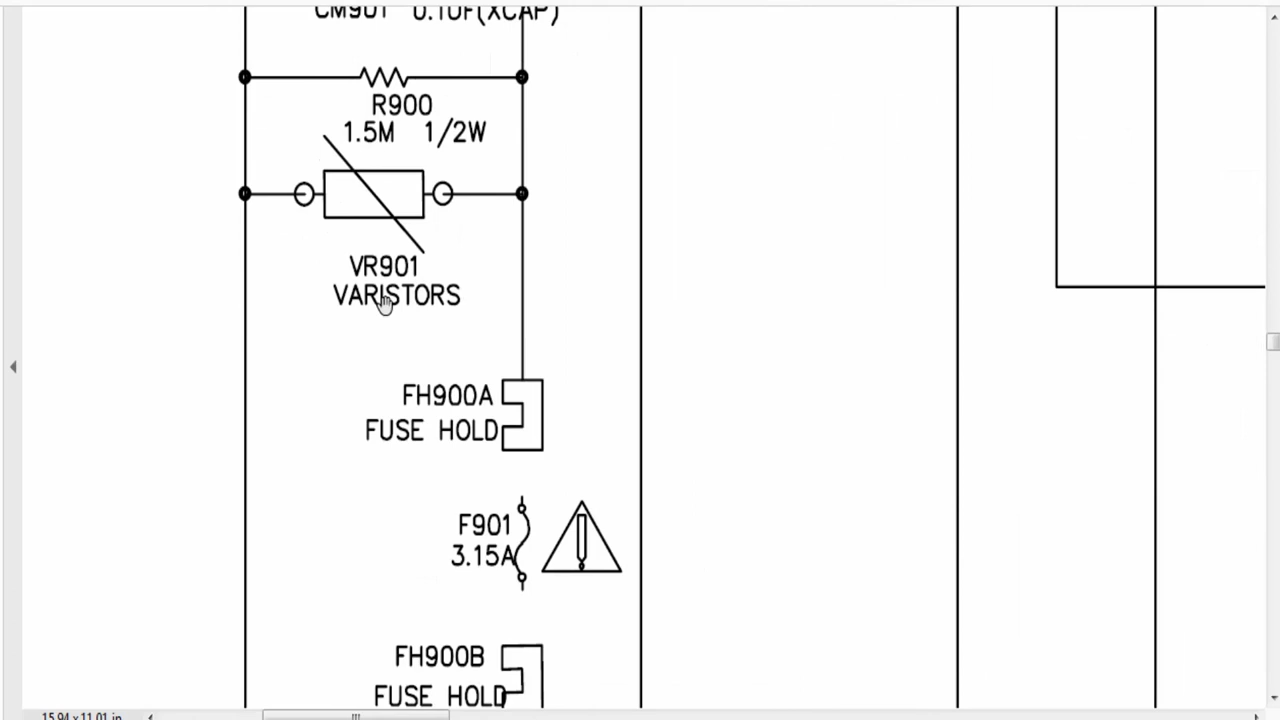 CM901 0.1UF(XCAP)
R900
1.5M 1/2W
VR901
VARISTORS
FH900A
FUSE HOLD
F901
3.15A
FH900B
FUSE HOLD
15.94 x 11.01 in